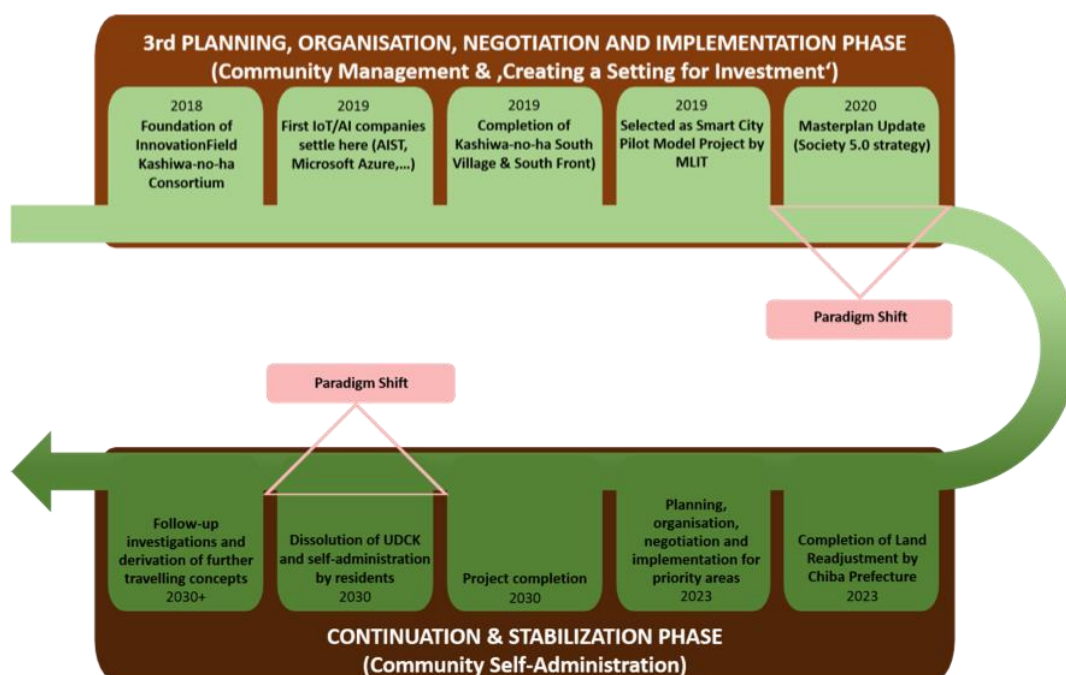 3rd PLANNING, ORGANISATION, NEGOTIATION AND IMPLEMENTATION PHASE
(Community Management & ‚Creating a Setting for Investment‘)
2018
Foundation of
InnovationField
Kashiwa-no-ha
Consortium
2019
First IoT/AI companies
settle here (AIST,
Microsoft Azure,...)
2019
Completion of
Kashiwa-no-ha South
Village & South Front)
2019
Selected as Smart City
Pilot Model Project by
MLIT
2020
Masterplan Update
(Society 5.0 strategy)
Paradigm Shift
Paradigm Shift
Follow-up
investigations and
derivation of further
travelling concepts
2030+
Dissolution of UDCK
and self-administration
by residents
2030
Project completion
2030
Planning,
organisation,
negotiation and
implementation for
priority areas
2023
Completion of Land
Readjustment by
Chiba Prefecture
2023
CONTINUATION & STABILIZATION PHASE
(Community Self-Administration)